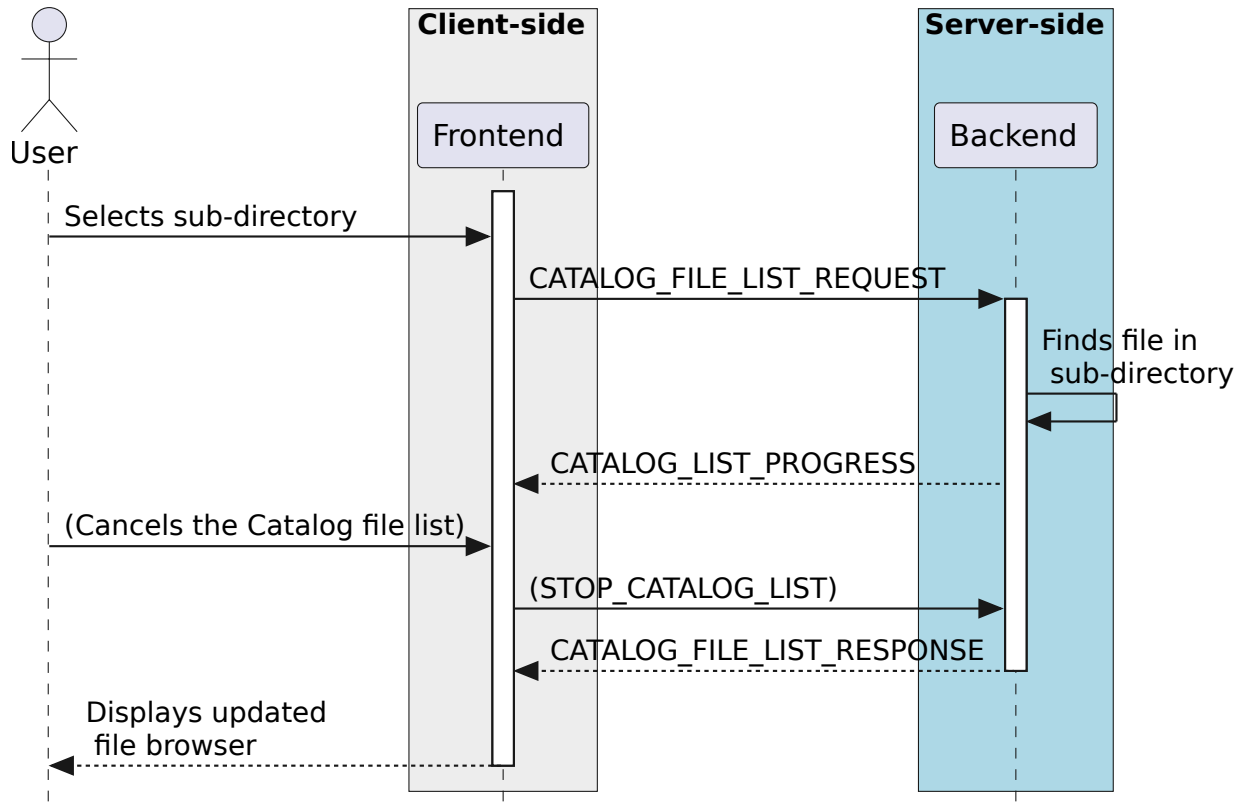 Client-side
Server-side
User
Frontend
Backend
Selects sub-directory
CATALOG_FILE_LIST_REQUEST
Finds file in
sub-directory
CATALOG_LIST_PROGRESS
(Cancels the Catalog file list)
(STOP_CATALOG_LIST)
CATALOG_FILE_LIST_RESPONSE
Displays updated
file browser